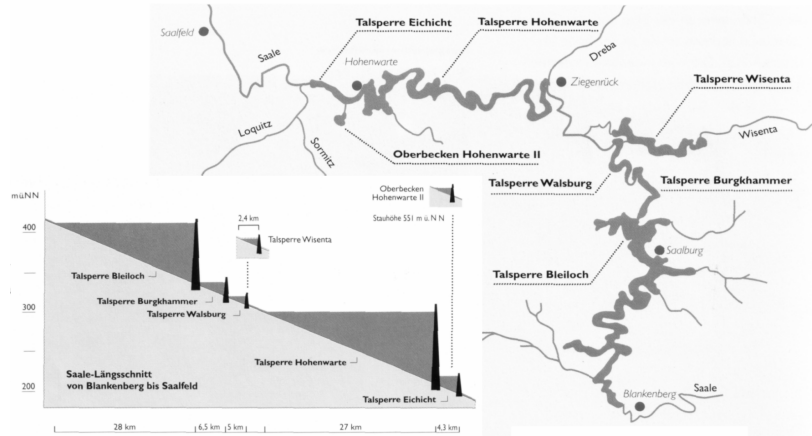 Talsperre Eichicht
Talsperre Hohenwarte
Saalfeld
Saale
Hohenwarte
Dreba
Ziegenrück
Talsperre Wisenta
Wisenta
Loquitz
Sormitz
Oberbecken Hohenwarte II
Talsperre Walsburg
Talsperre Burgkhammer
Talsperre Bleiloch
Saalburg
Blankenberg
Saale
müNN
400
300
200
Oberbecken
Hohenwarte II
Stauhöhe 551 m ü. N N
2,4 km
Talsperre Wisenta
Talsperre Bleiloch
Talsperre Burgkhammer
Talsperre Walsburg
Talsperre Hohenwarte
Talsperre Eichicht
Saale-Längsschnitt
von Blankenberg bis Saalfeld
28 km
6,5 km
5 km
27 km
4,3 km